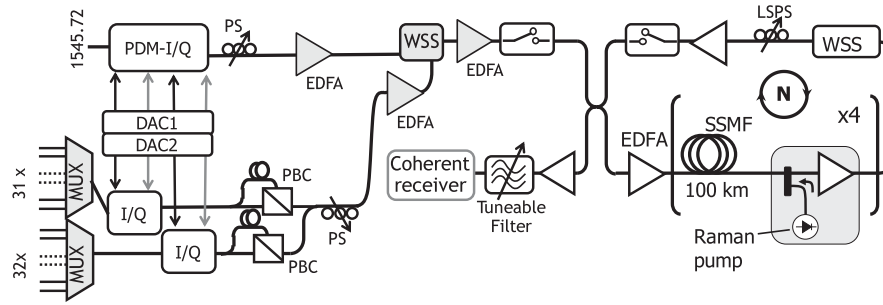 1545.72
PDM-I/Q
PS
EDFA
WSS
EDFA
EDFA
LSPS
WSS
N
x4
DAC1
DAC2
31 x
MUX
I/Q
PBC
PS
32x
MUX
I/Q
PBC
Coherent
receiver
Tuneable
Filter
EDFA
SSMF
100 km
Raman
pump